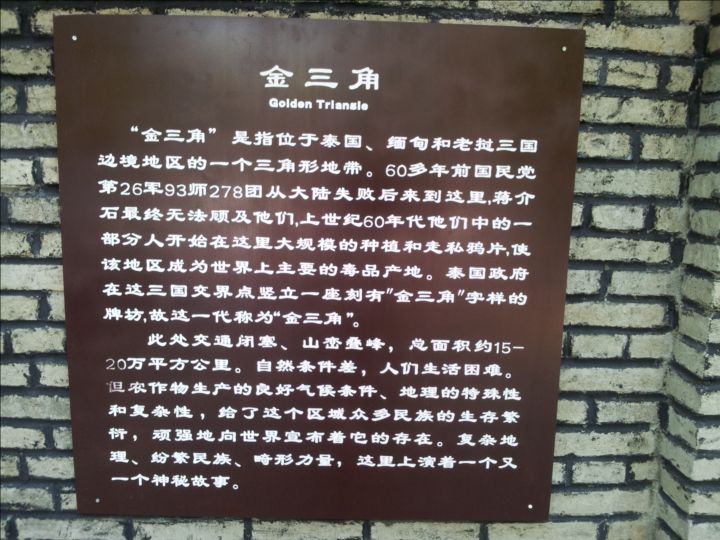 金三角
Golden Triangle
“金三角”是指位于泰国、缅甸和老挝三国
边境地区的一个三角形地带。60多年前国民党
第26军93师278团从大陆失败后来到这里,蒋介
石最终无法顾及他们,上世纪60年代他们中的一
部分人开始在这里大规模的种植和走私鸦片,使
该地区成为世界上主要的毒品产地。泰国政府
在这三国交界点竖立一座刻有"金三角"字样的
牌坊,故这一代称为“金三角”。
此处交通闭塞、山峦叠峰，总面积约15-
20万平方公里。自然条件差，人们生活困难。
但农作物生产的良好气候条件、地理的特殊性
和复杂性，给了这个区域众多民族的生存繁
衍，顽强地向世界宣布着它的存在。复杂地
理、纷繁民族、畸形力量，这里上演着一个又
一个神秘故事。